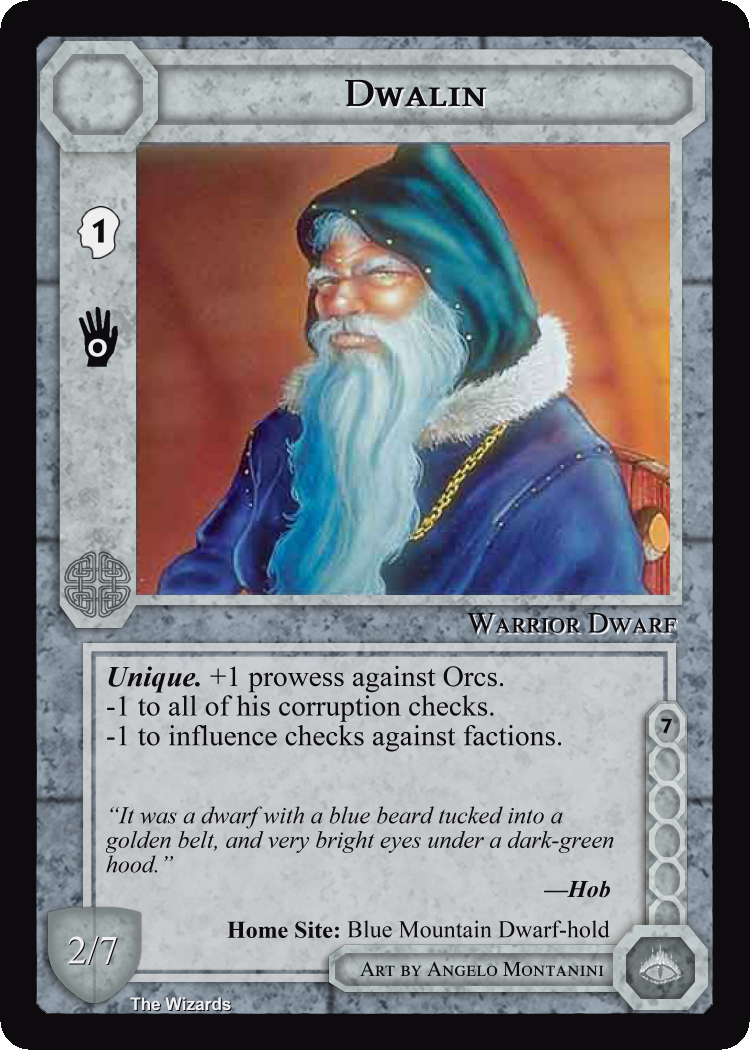 Dwalin
1
0
Warrior Dwarf
Unique. +1 prowess against Orcs.
-1 to all of his corruption checks.
-1 to influence checks against factions.
7
“It was a dwarf with a blue beard tucked into a
golden belt, and very bright eyes under a dark-green
hood.”
—Hob
Home Site: Blue Mountain Dwarf-hold
2/7
Art by Angelo Montanini
The Wizards